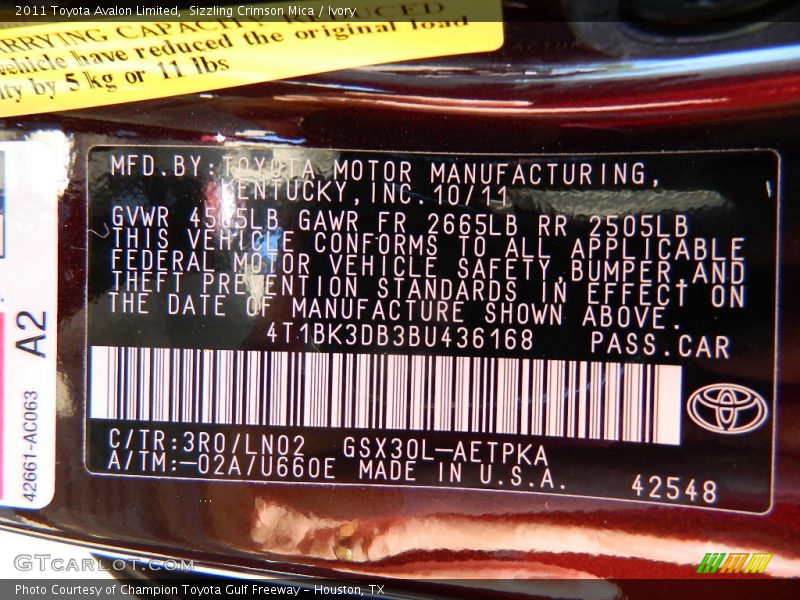 2011 Toyota Avalon Limited, Sizzling Crimson Mica / Ivory
CARRYING CAPACITY REDUCED
vehicle have reduced the original load
by 5 kg or 11 lbs
MFD.BY:TOYOTA MOTOR MANUFACTURING,
KENTUCKY,INC. 10/11
GVWR LB GAWR FR 2665LB RR 2505LB
THIS VEHICLE CONFORMS TO ALL APPLICABLE
FEDERAL MOTOR VEHICLE SAFETY,BUMPER,AND
THEFT PREVENTION STANDARDS IN EFFECT ON
THE DATE OF MANUFACTURE SHOWN ABOVE.
4T1BK3DB3BU436168 PASS.CAR
C/TR:3R0/LN02 GSX30L-AETPKA
A/TM:-02A/U660E MADE IN U.S.A.
42548
A2
42661-AC063
GTCARLOT.COM
Photo Courtesy of Champion Toyota Gulf Freeway - Houston, TX